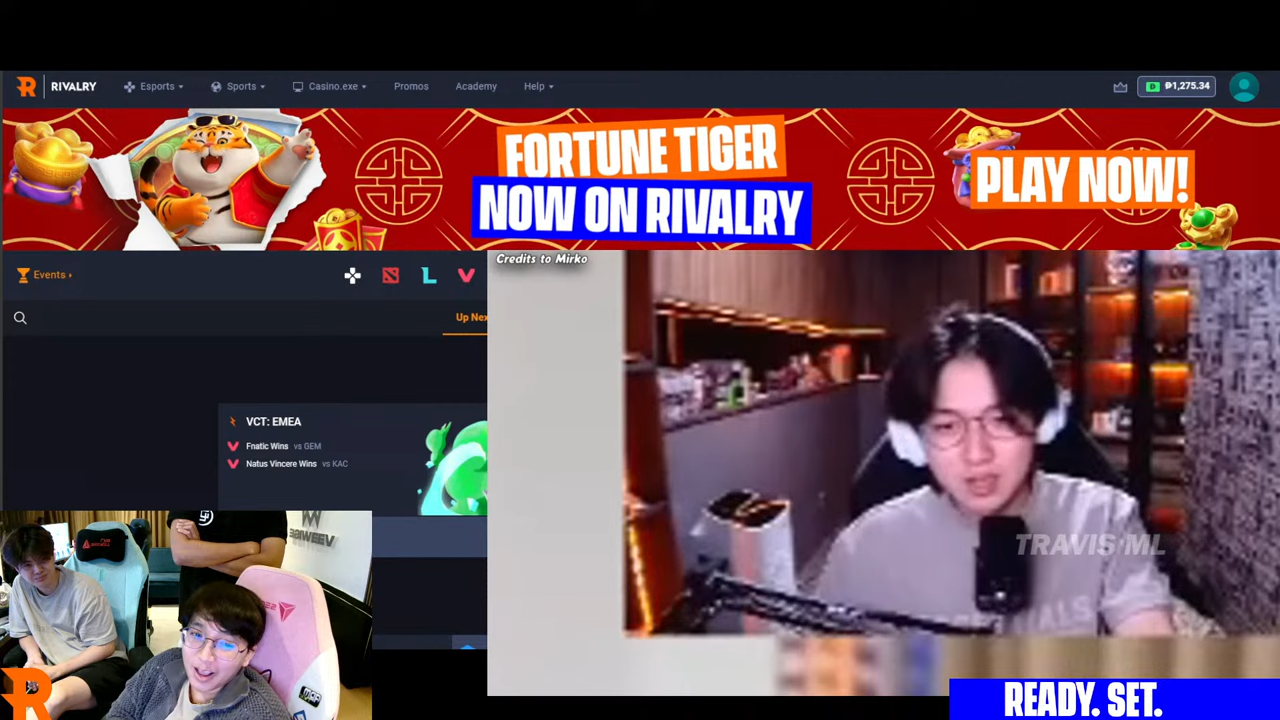 RIVALRY
Esports
Sports
Casino.exe
Promos
Academy
Help
₱1,275.34
FORTUNE TIGER
NOW ON RIVALRY
PLAY NOW!
Credits to Mirko
Events
Up Nex
VCT: EMEA
Fnatic Wins vs GEM
Natus Vincere Wins vs KAC
TRAVIS ML
READY. SET.